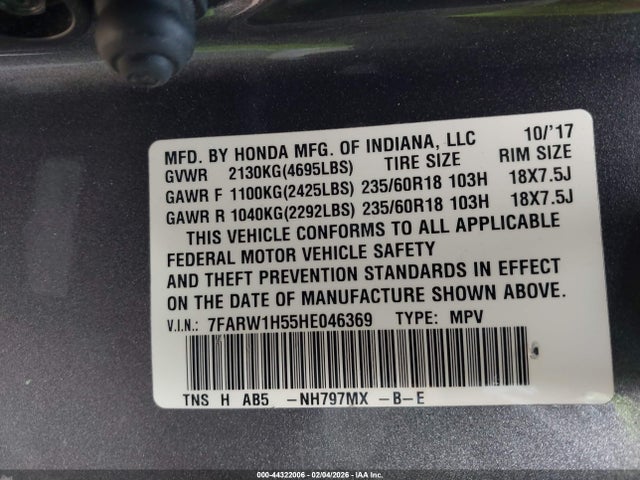 MFD. BY HONDA MFG. OF INDIANA, LLC 10/'17
GVWR 2130KG(4695LBS) TIRE SIZE RIM SIZE
GAWR F 1100KG(2425LBS) 235/60R18 103H 18X7.5J
GAWR R 1040KG(2292LBS) 235/60R18 103H 18X7.5J
THIS VEHICLE CONFORMS TO ALL APPLICABLE
FEDERAL MOTOR VEHICLE SAFETY
AND THEFT PREVENTION STANDARDS IN EFFECT
ON THE DATE OF MANUFACTURE SHOWN ABOVE.
V.I.N.: 7FARW1H55HE046369 TYPE: MPV
TNS H AB5 -NH797MX -B-E
000-44322006 - 02/04/2026 - IAA Inc.